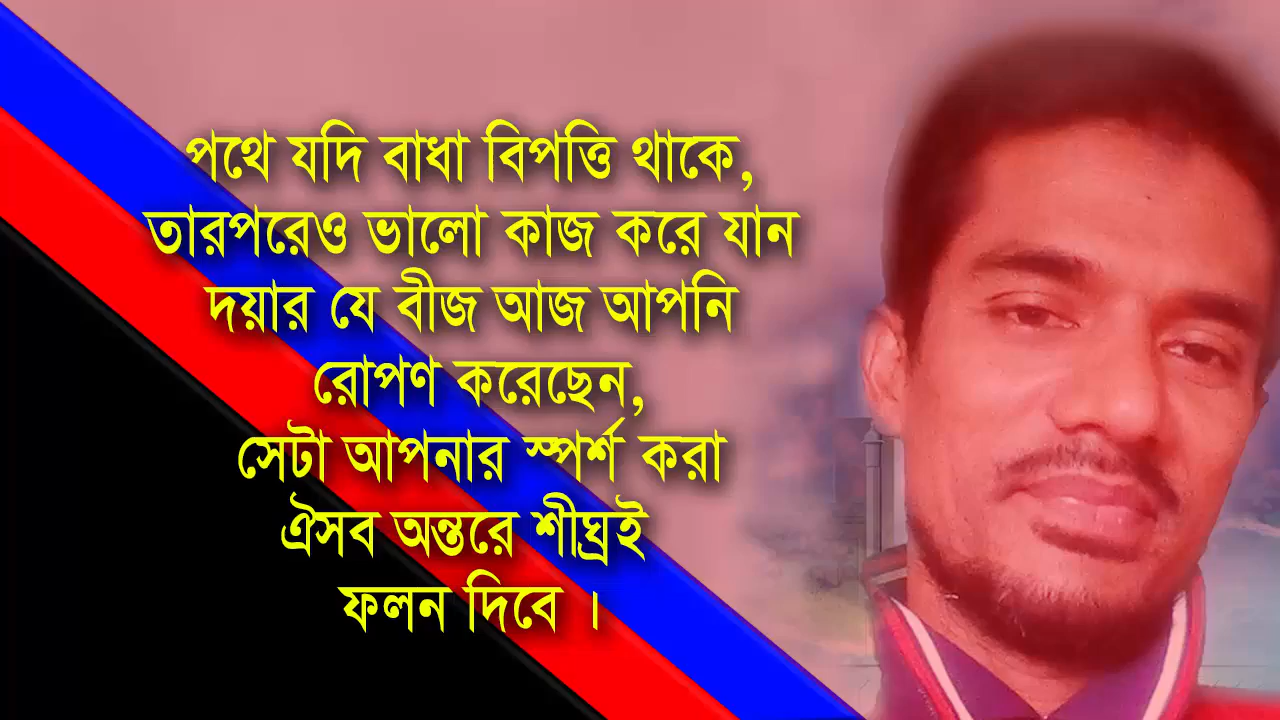 পথে যদি বাধা বিপত্তি থাকে,
তারপরেও ভালো কাজ করে যান
দয়ার যে বীজ আজ আপনি
রোপণ করেছেন,
সেটা আপনার স্পর্শ করা
ঐসব অন্তরে শীঘ্রই
ফলন দিবে ।